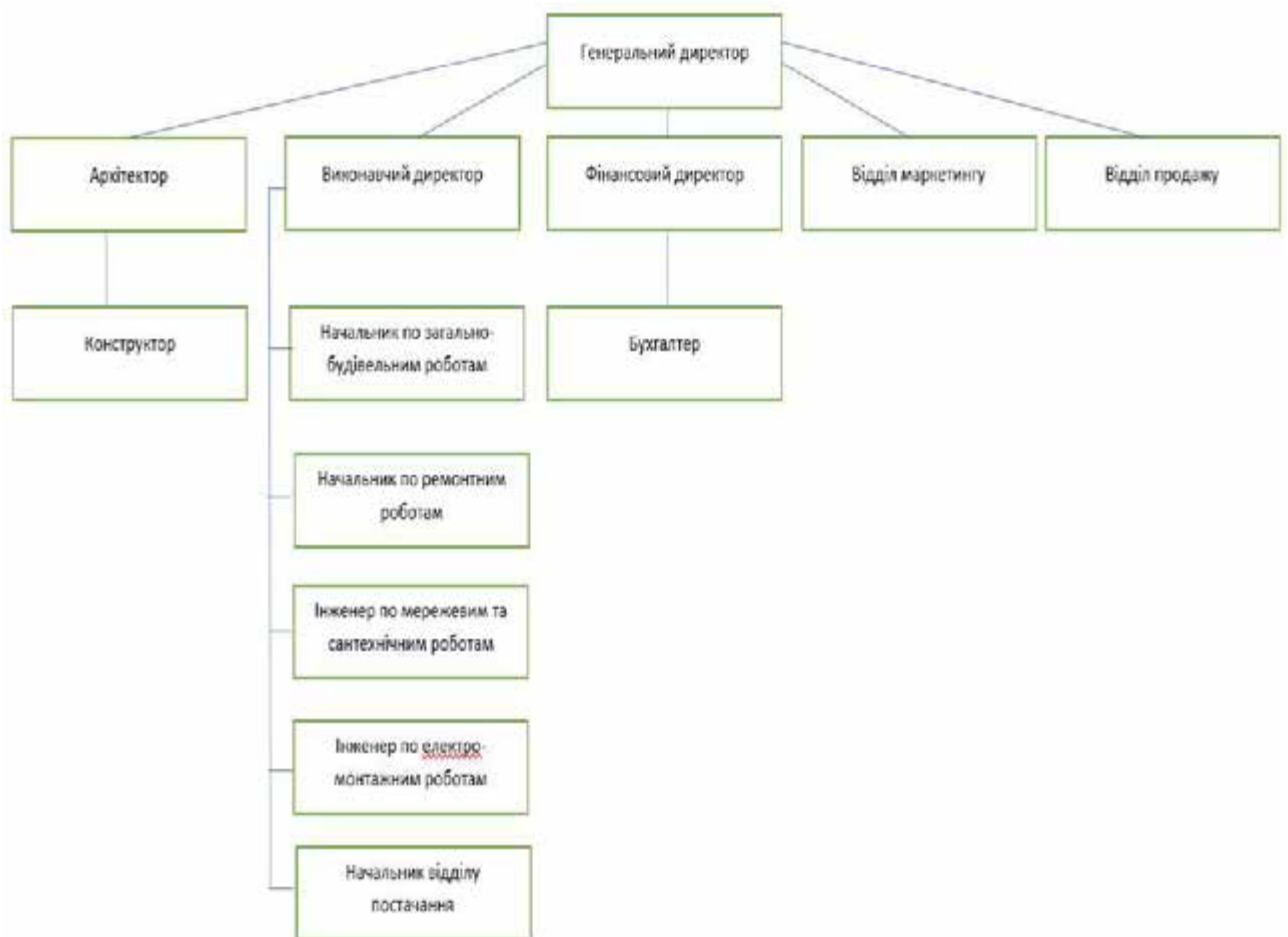 Генеральний директор
Архітектор
Виконавчий директор
Фінансовий директор
Відділ маркетингу
Відділ продажу
Конструктор
Начальник по загально-
будівельним роботам
Бухгалтер
Начальник по ремонтним
роботам
Інженер по мережевим та
сантехнічним роботам
Інженер по електро-
монтажним роботам
Начальник відділу
постачання